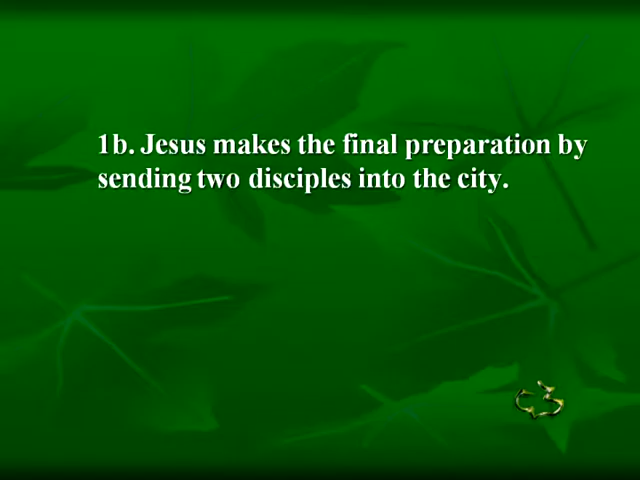 1b. Jesus makes the final preparation by
sending two disciples into the city.